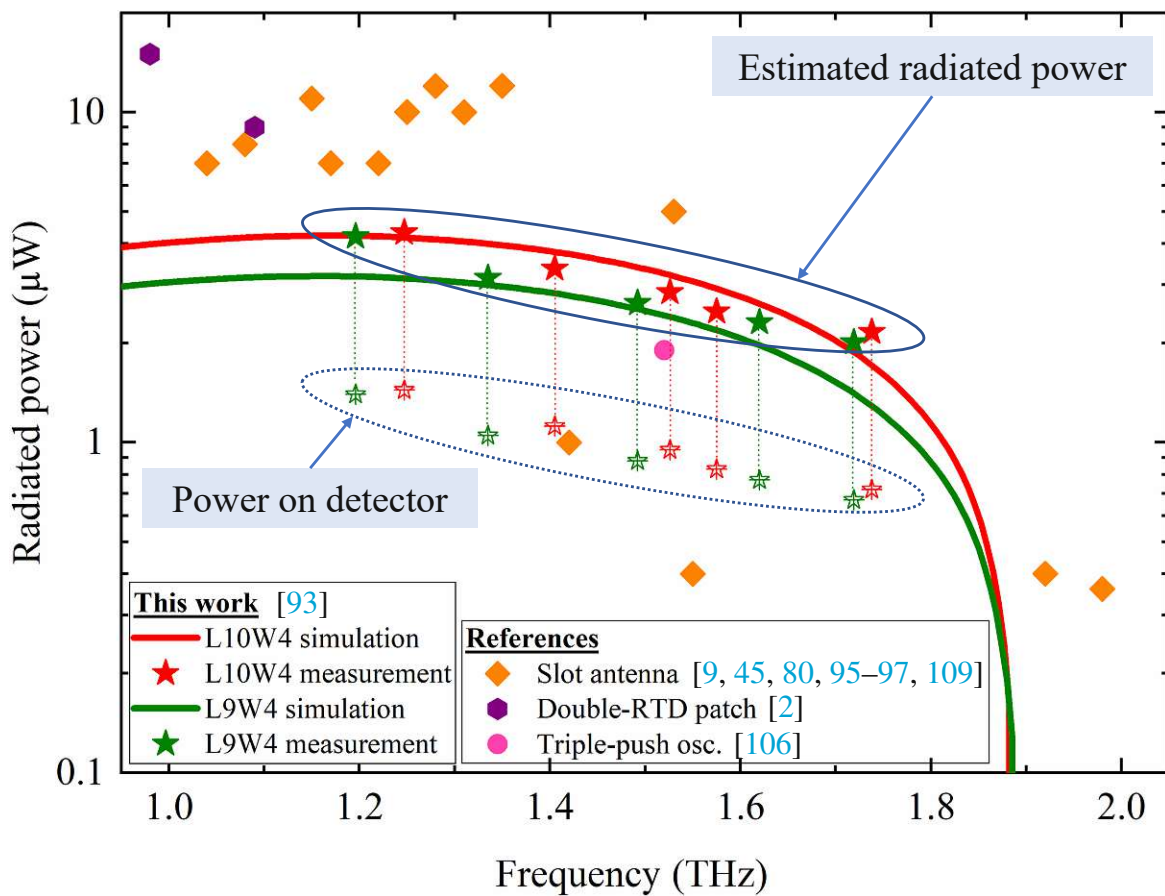 Estimated radiated power
10
1
0.1
Radiated power (μW)
Power on detector
This work [93]
L10W4 simulation
L10W4 measurement
L9W4 simulation
L9W4 measurement
References
Slot antenna [9, 45, 80, 95–97, 109]
Double-RTD patch [2]
Triple-push osc. [106]
1.0 1.2 1.4 1.6 1.8 2.0
Frequency (THz)